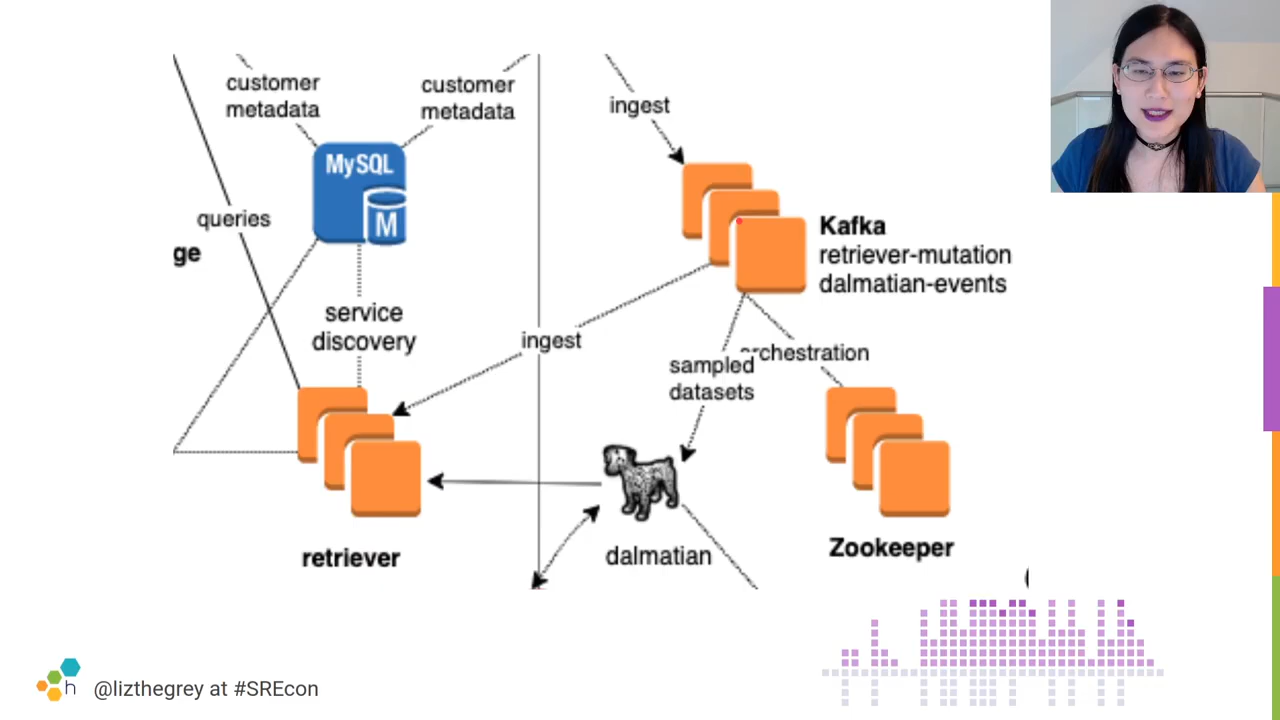 customer
metadata
customer
metadata
ingest
MySQL
M
queries
ge
Kafka
retriever-mutation
dalmatian-events
service
discovery
ingest
sampled
datasets
orchestration
retriever
dalmatian
Zookeeper
h
@lizthegrey at #SREcon